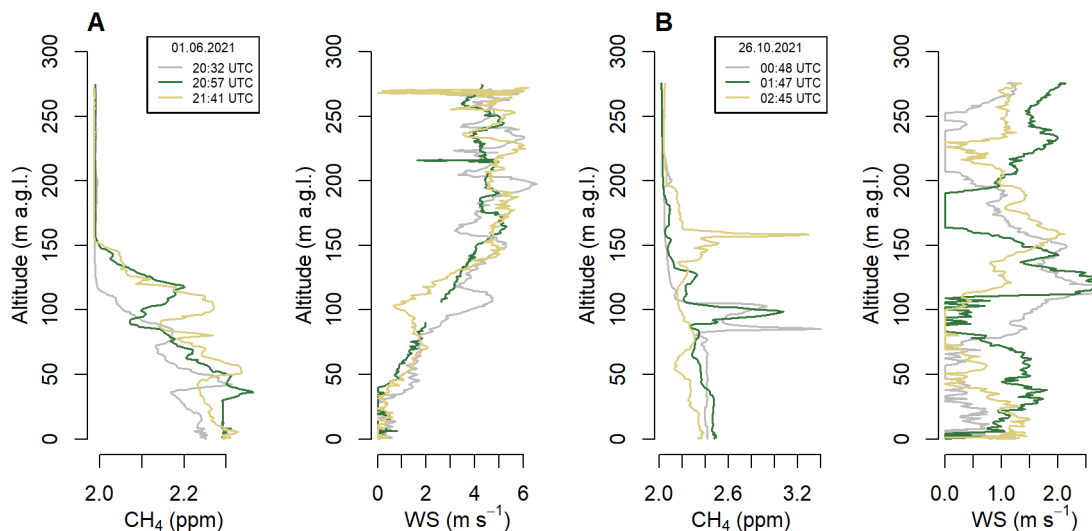 A
01.06.2021
20:32 UTC
20:57 UTC
21:41 UTC
Altitude (m a.g.l.)
0
50
100
150
200
250
300
2.0
2.2
CH₄ (ppm)
Altitude (m a.g.l.)
0
50
100
150
200
250
300
0
2
4
6
WS (m s⁻¹)
B
26.10.2021
00:48 UTC
01:47 UTC
02:45 UTC
Altitude (m a.g.l.)
0
50
100
150
200
250
300
2.0
2.6
3.2
CH₄ (ppm)
Altitude (m a.g.l.)
0
50
100
150
200
250
300
0.0
1.0
2.0
WS (m s⁻¹)